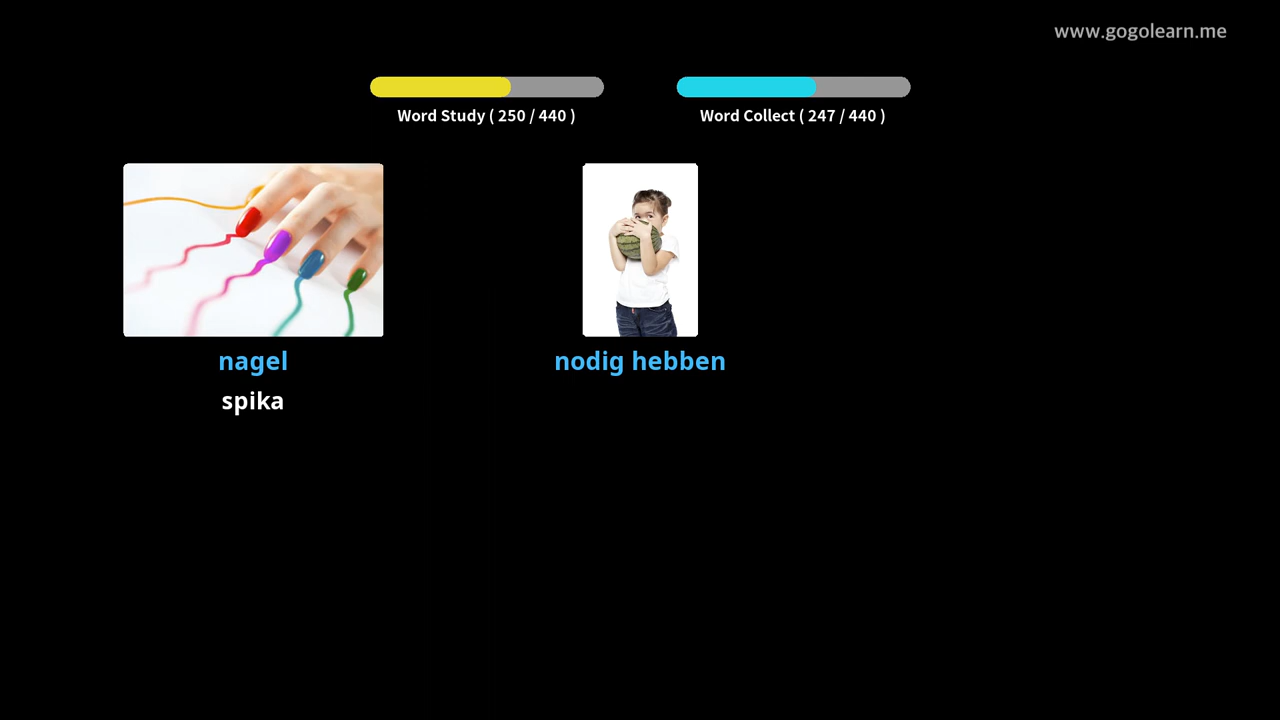 www.gogolearn.me
Word Study ( 250 / 440 )
Word Collect ( 247 / 440 )
nagel
nodig hebben
spika